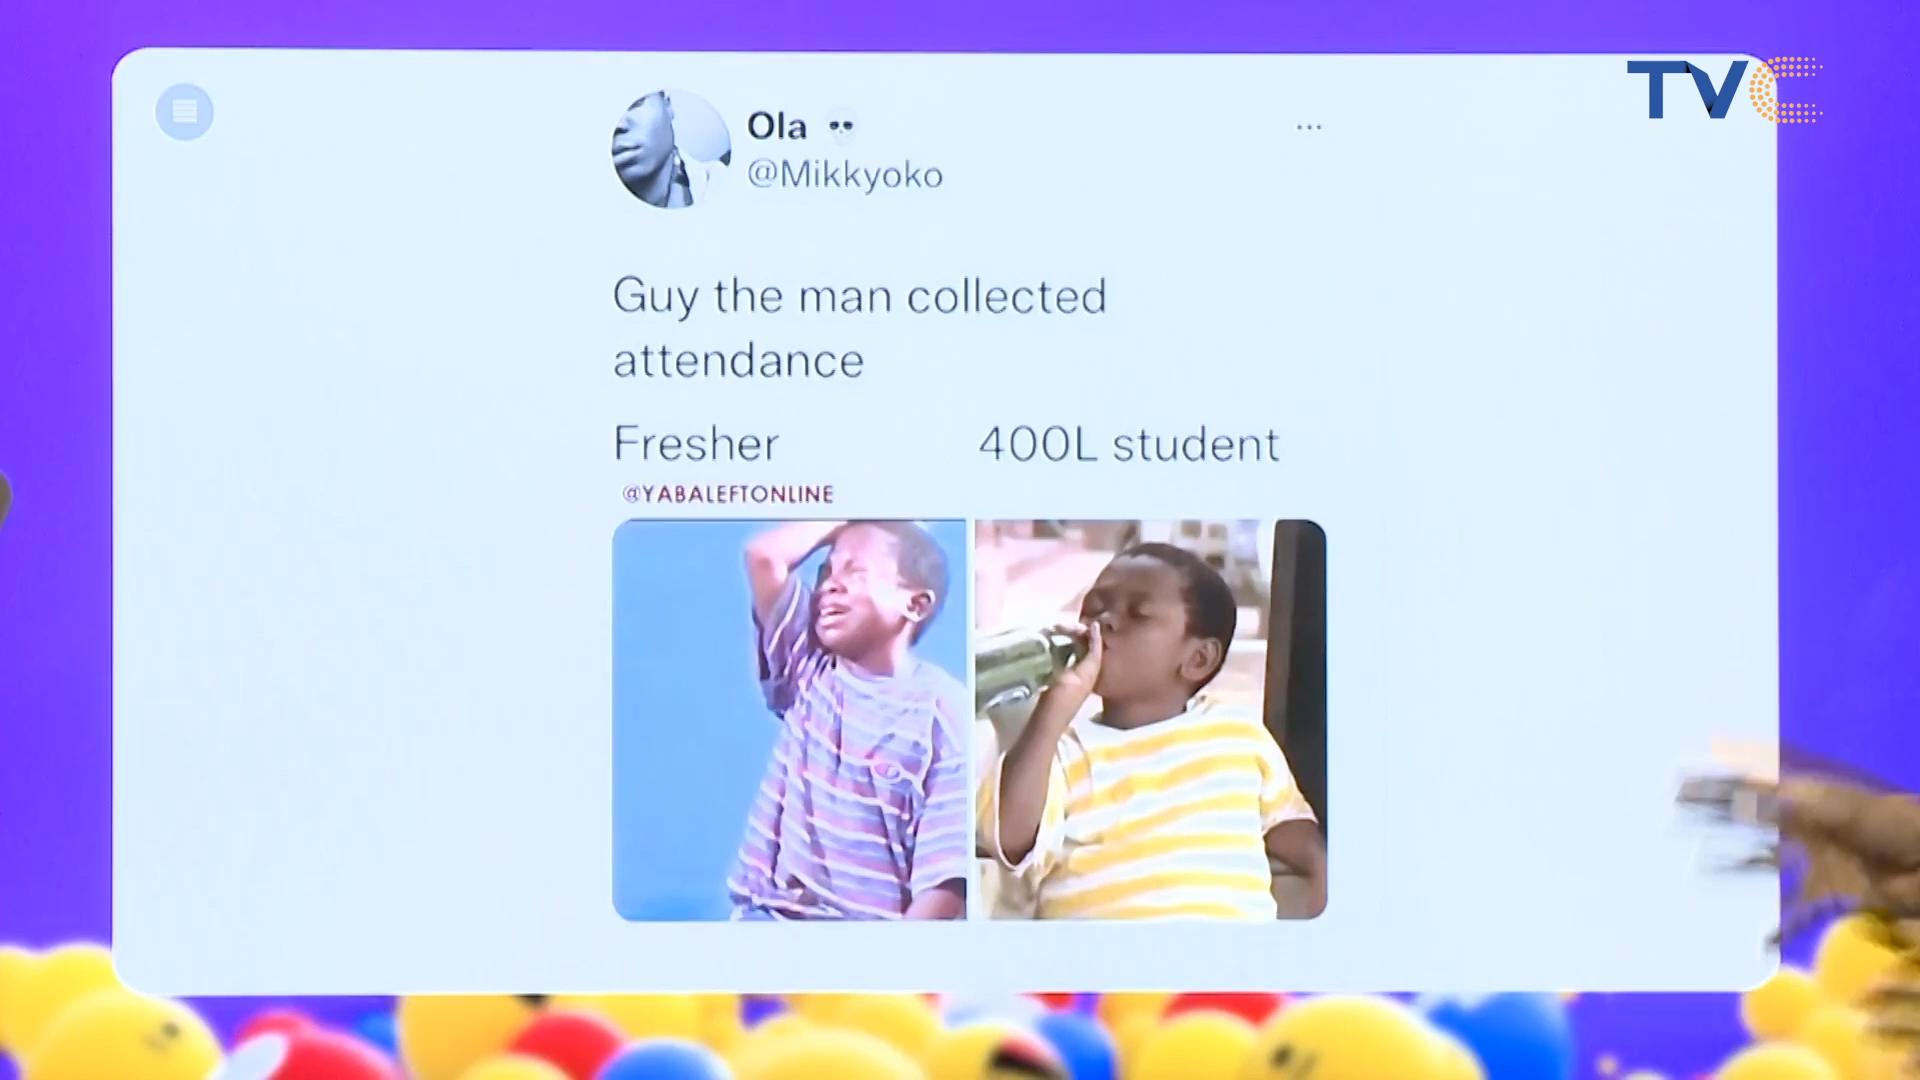 TVC
Ola
@Mikkyoko
Guy the man collected
attendance
Fresher 400L student
@YABALEFTONLINE